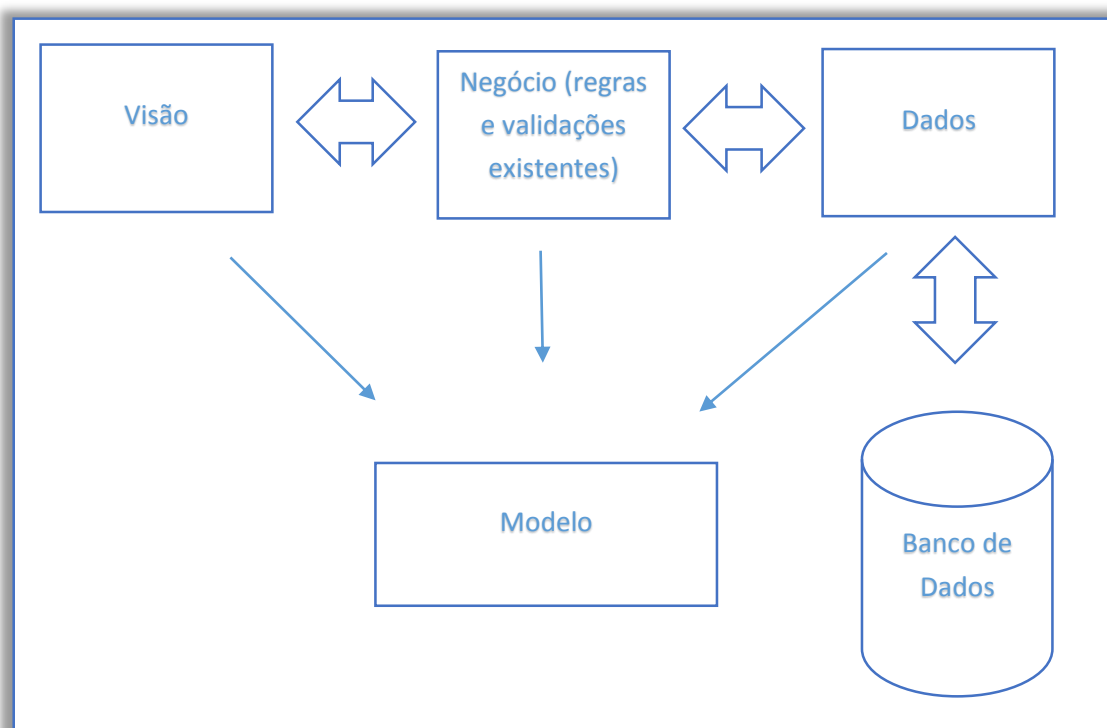 Visão
Negócio (regras
e validações
existentes)
Dados
Modelo
Banco de
Dados